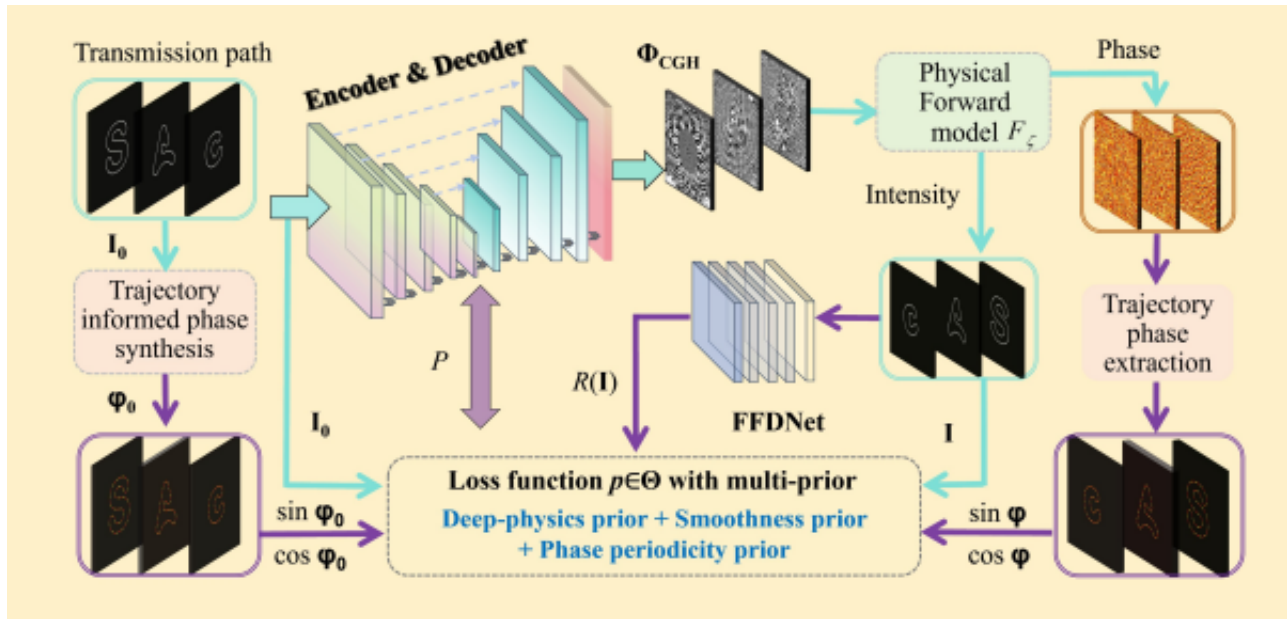 Transmission path
S A G
I₀
Trajectory
informed phase
synthesis
φ₀
S A G
sin φ₀
cos φ₀
Encoder & Decoder
I₀
P
Φ_CGH
Physical
Forward
model F_ζ
Phase
Intensity
C A S
R(I)
FFDNet
I
Trajectory
phase
extraction
C A S
sin φ
cos φ
Loss function p∈Θ with multi-prior
Deep-physics prior + Smoothness prior
+ Phase periodicity prior